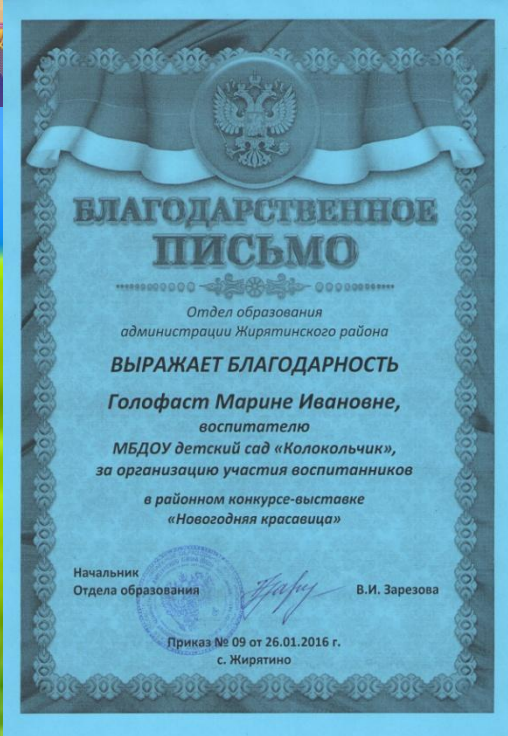 БЛАГОДАРСТВЕННОЕ
ПИСЬМО
Отдел образования
администрации Жирятинского района
ВЫРАЖАЕТ БЛАГОДАРНОСТЬ
Голофаст Марине Ивановне,
воспитателю
МБДОУ детский сад «Колокольчик»,
за организацию участия воспитанников
в районном конкурсе-выставке
«Новогодняя красавица»
Начальник
Отдела образования
В.И. Зарезова
Приказ № 09 от 26.01.2016 г.
с. Жирятино